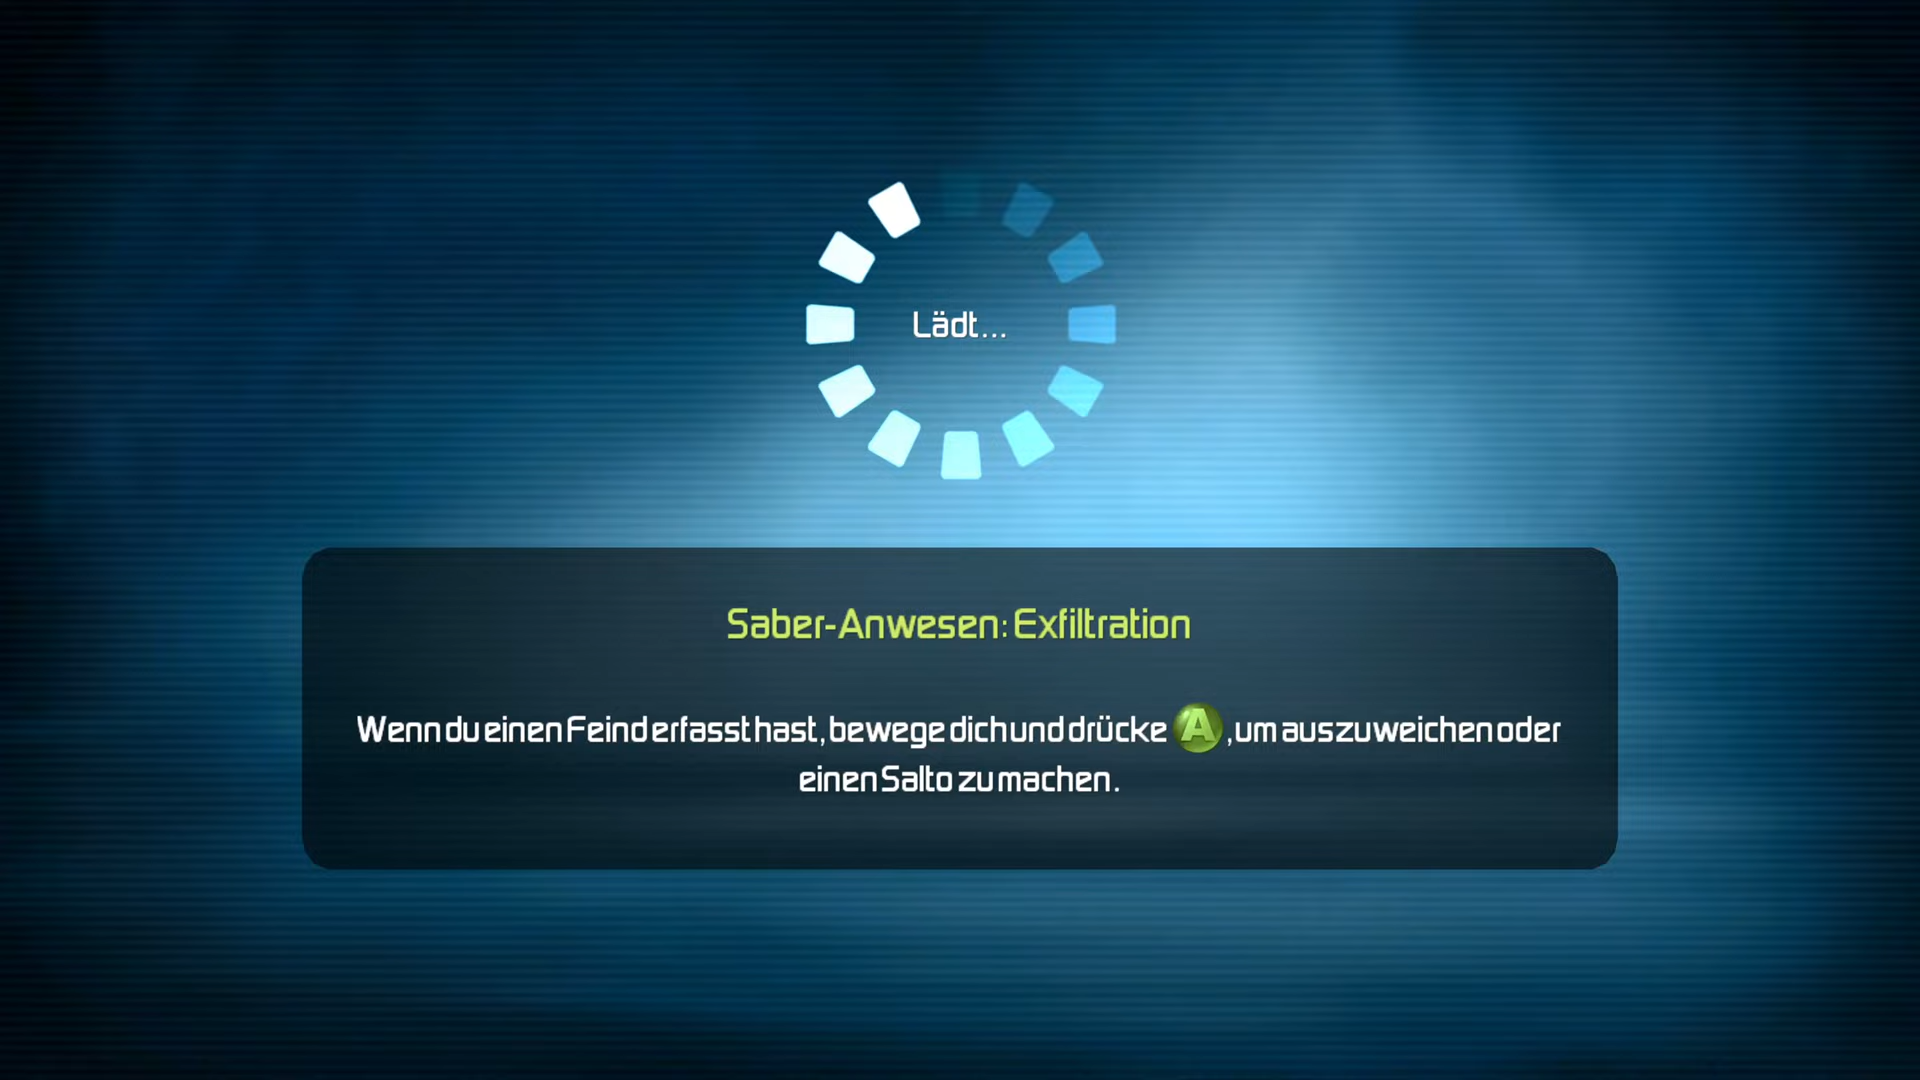 Lädt...
Saber-Anwesen: Exfiltration
Wenn du einen Feind erfasst hast, bewege dich und drücke A , um auszuweichen oder
einen Salto zu machen.